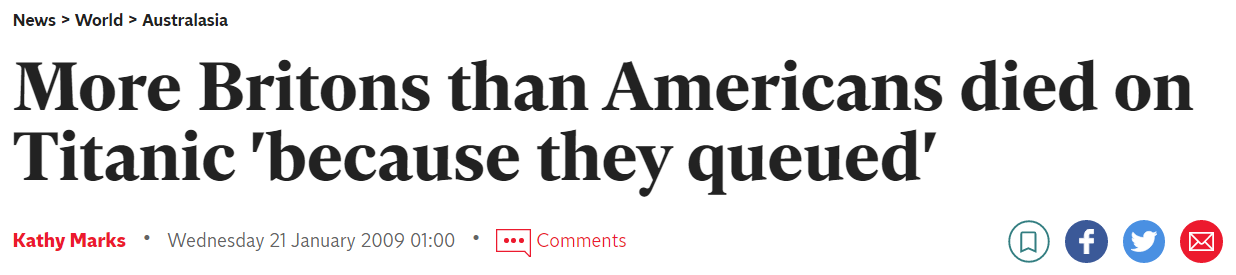 News > World > Australasia
More Britons than Americans died on
Titanic 'because they queued'
Kathy Marks • Wednesday 21 January 2009 01:00 • Comments